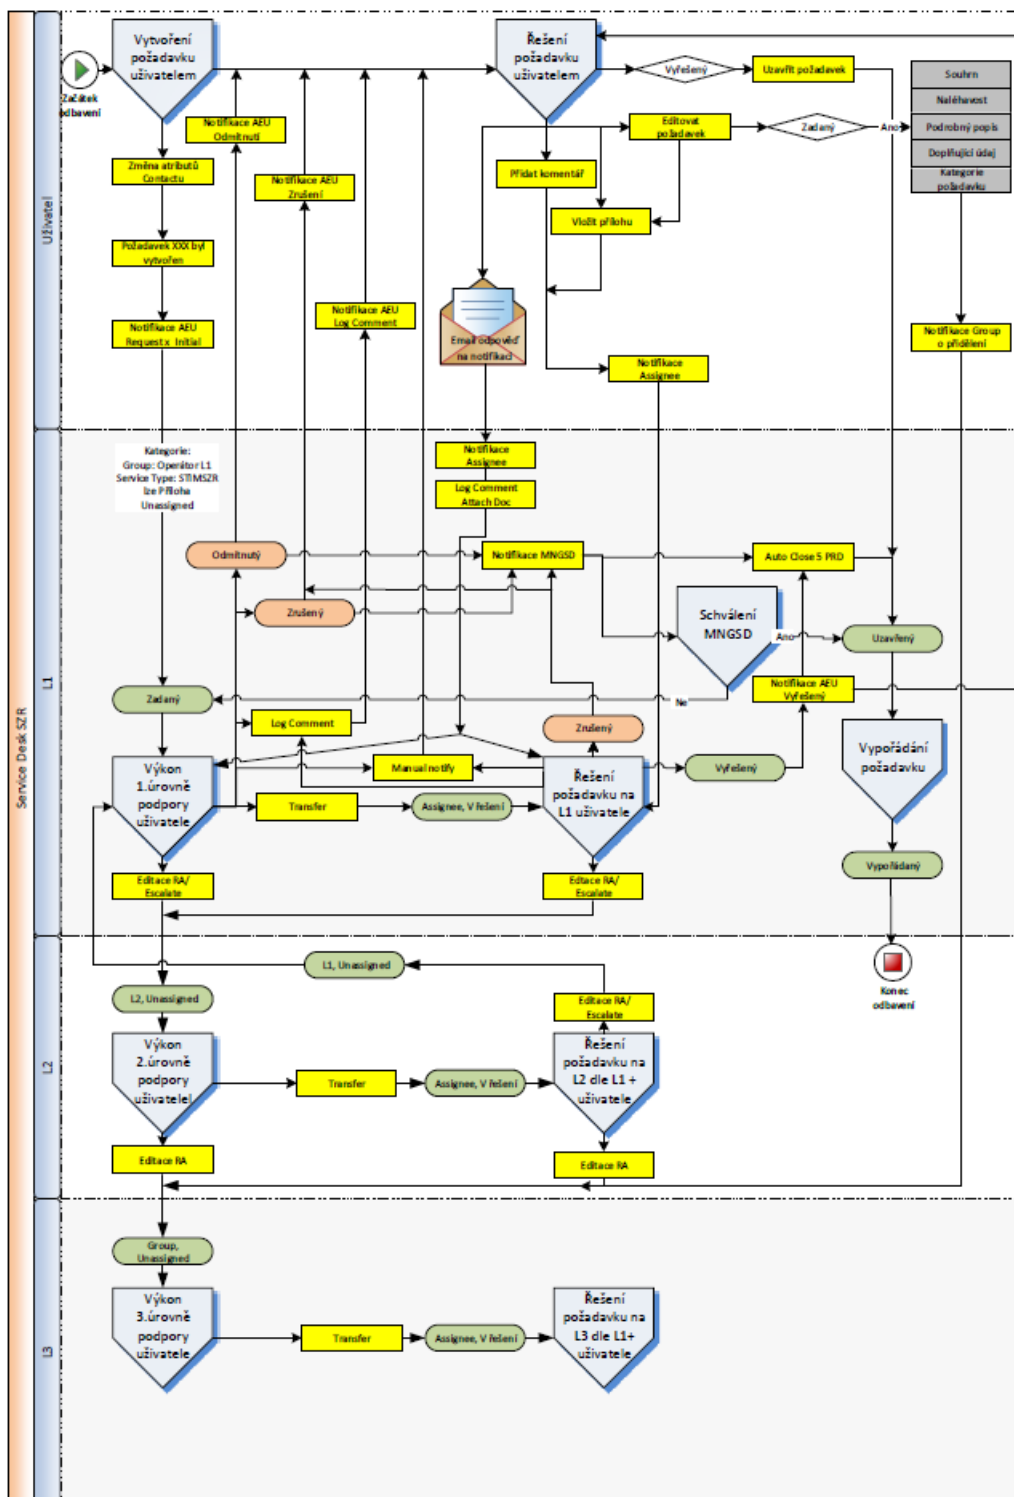 Service Desk SZR
Uživatel
Vytvoření
požadavku
uživatelem
Začátek
odbavení
Řešení
požadavku
uživatelem
Vyřešený
Uzavřít požadavek
Souhrn
Naléhavost
Podrobný popis
Doplňující údaj
Kategorie
požadavku
Notifikace AEU
Odmítnutí
Editovat
požadavek
Zadaný
Ano
Změna atributů
Contactu
Notifikace AEU
Zrušení
Přidat komentář
Vložit přílohu
Požadavek XXX byl
vytvořen
Notifikace AEU
Request x Initial
Notifikace AEU
Log Comment
Email odpověď
na notifikaci
Notifikace Group
o přidělení
Notifikace
Assignee
L1
Kategorie:
Group: Operátor L1
Service Type: STIMSZR
lze Příloha
Unassigned
Notifikace
Assignee
Log Comment
Attach Doc
Odmítnutý
Notifikace MNGSD
Auto Close 5 PRD
Zrušený
Schválení
MNGSD
Ano
Uzavřený
Zadaný
Ne
Notifikace AEU
Vyřešený
Log Comment
Zrušený
Vypořádání
požadavku
Výkon
1.úrovně
podpory
uživatele
Manual notify
Řešení
požadavku na
L1 uživatele
Vyřešený
Transfer
Assignee, V řešení
Vypořádaný
Editace RA/
Escalate
Editace RA/
Escalate
L2
L1, Unassigned
Konec
odbavení
L2, Unassigned
Editace RA/
Escalate
Výkon
2.úrovně
podpory
uživatelel
Transfer
Assignee, V řešení
Řešení
požadavku na
L2 dle L1 +
uživatele
Editace RA
Editace RA
L3
Group,
Unassigned
Výkon
3.úrovně
podpory
uživatele
Transfer
Assignee, V řešení
Řešení
požadavku na
L3 dle L1+
uživatele